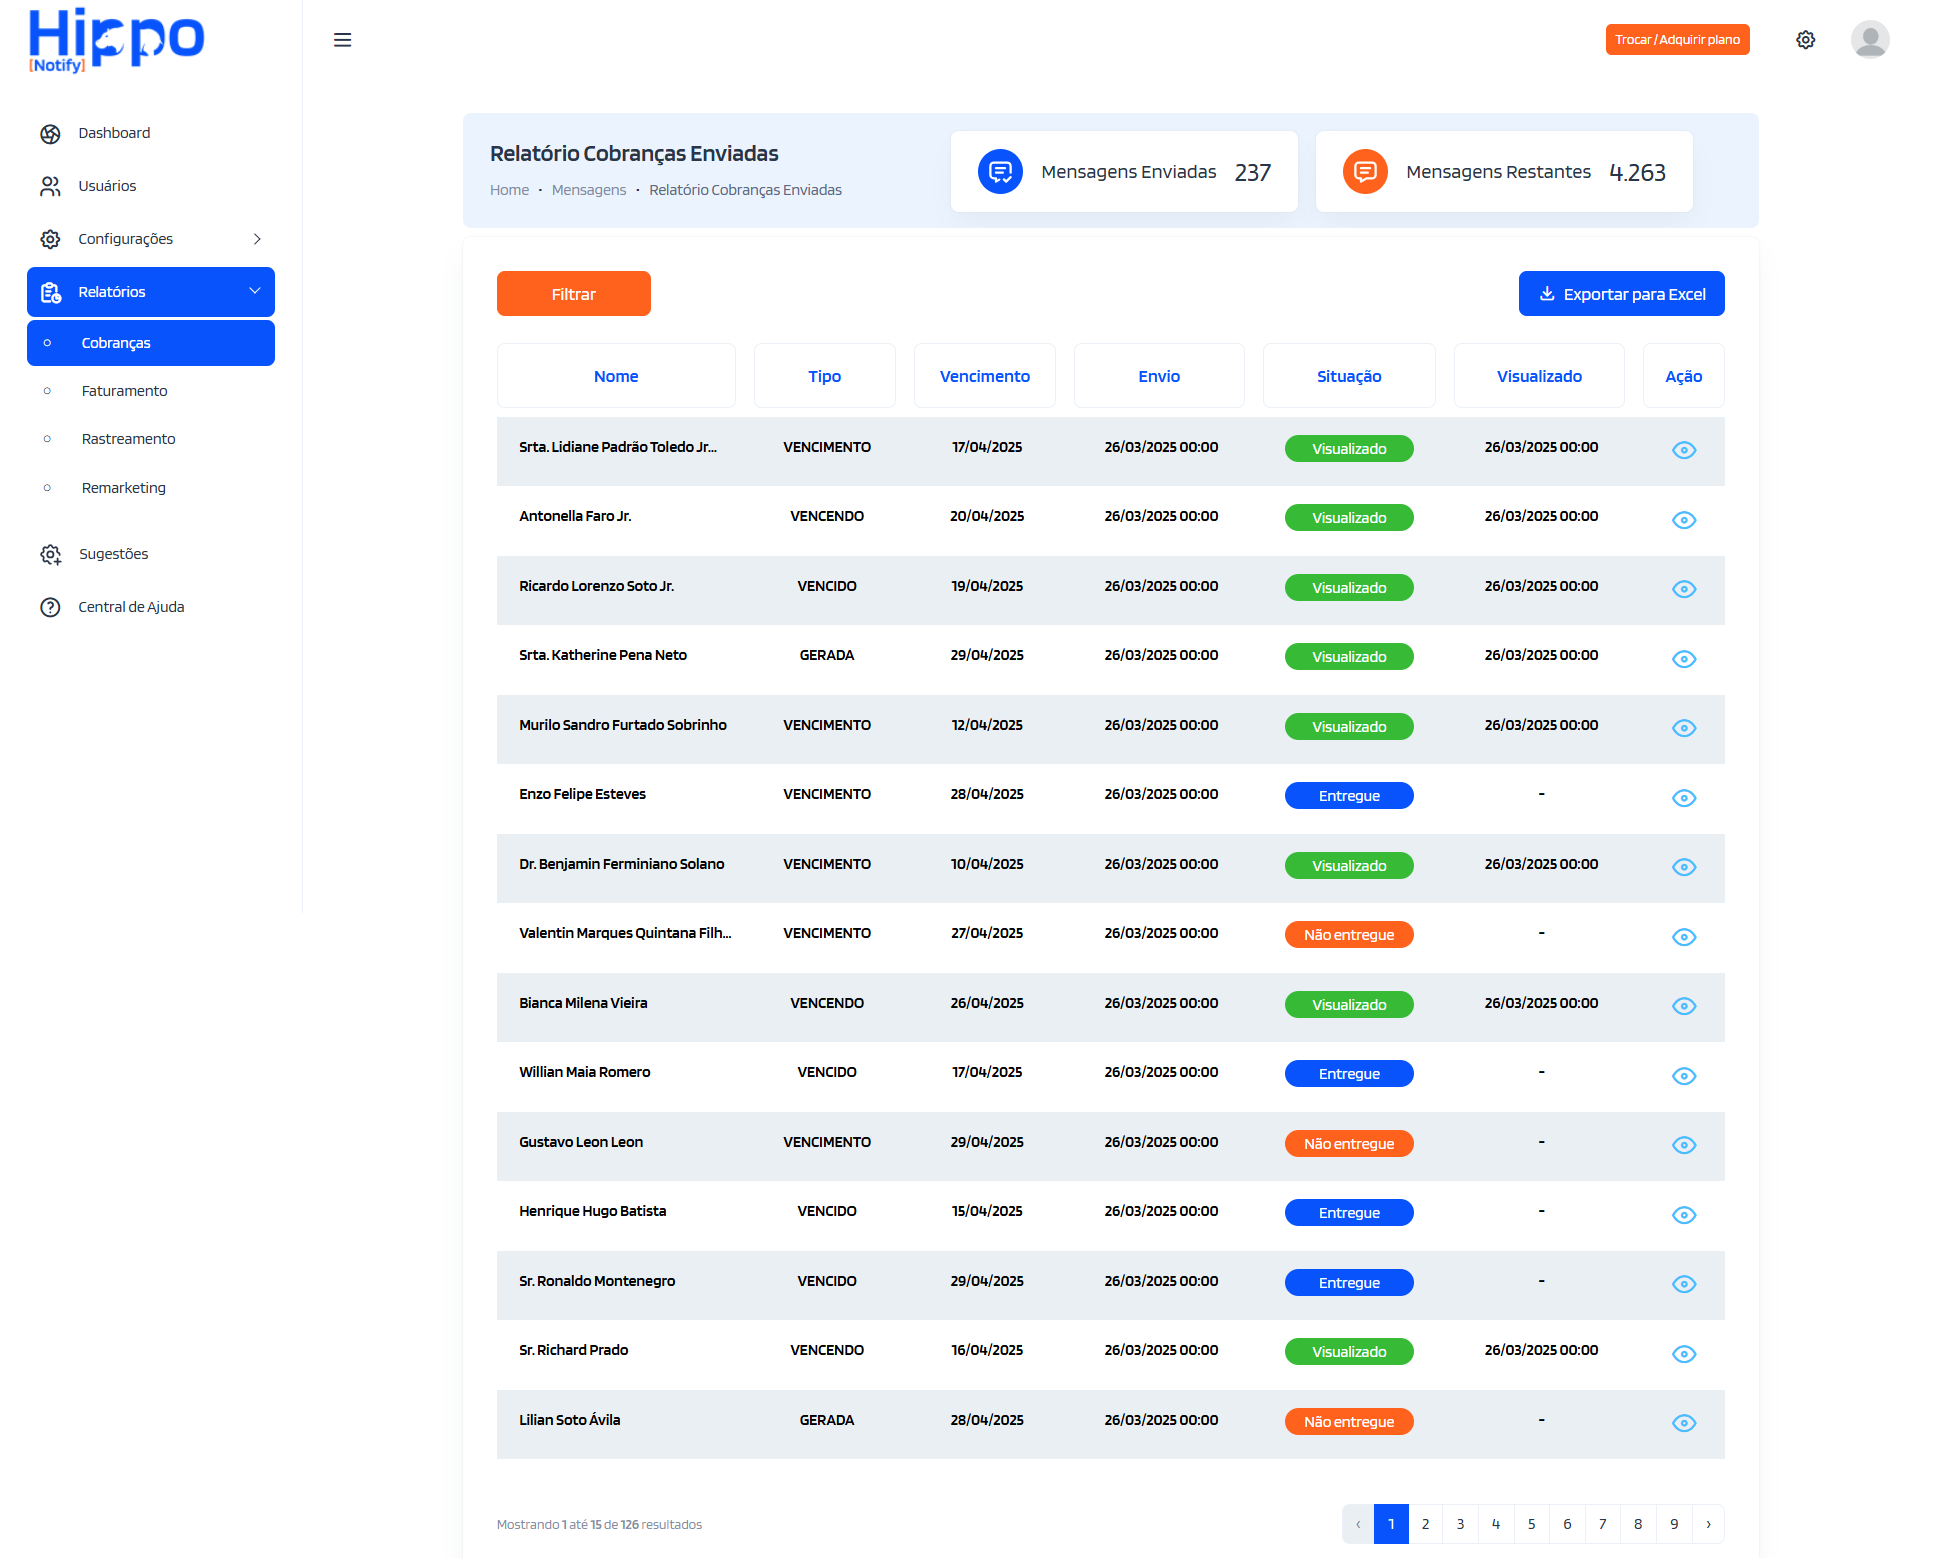 Hippo
[Notify]
Trocar / Adquirir plano
Dashboard
Usuários
Configurações
Relatórios
Cobranças
Faturamento
Rastreamento
Remarketing
Sugestões
Central de Ajuda
Relatório Cobranças Enviadas
Home • Mensagens • Relatório Cobranças Enviadas
Mensagens Enviadas 237
Mensagens Restantes 4.263
Filtrar
Exportar para Excel
Nome Tipo Vencimento Envio Situação Visualizado Ação
Srta. Lidiane Padrão Toledo Jr... VENCIMENTO 17/04/2025 26/03/2025 00:00 Visualizado 26/03/2025 00:00
Antonella Faro Jr. VENCENDO 20/04/2025 26/03/2025 00:00 Visualizado 26/03/2025 00:00
Ricardo Lorenzo Soto Jr. VENCIDO 19/04/2025 26/03/2025 00:00 Visualizado 26/03/2025 00:00
Srta. Katherine Pena Neto GERADA 29/04/2025 26/03/2025 00:00 Visualizado 26/03/2025 00:00
Murilo Sandro Furtado Sobrinho VENCIMENTO 12/04/2025 26/03/2025 00:00 Visualizado 26/03/2025 00:00
Enzo Felipe Esteves VENCIMENTO 28/04/2025 26/03/2025 00:00 Entregue -
Dr. Benjamin Ferminiano Solano VENCIMENTO 10/04/2025 26/03/2025 00:00 Visualizado 26/03/2025 00:00
Valentin Marques Quintana Filh... VENCIMENTO 27/04/2025 26/03/2025 00:00 Não entregue -
Bianca Milena Vieira VENCENDO 26/04/2025 26/03/2025 00:00 Visualizado 26/03/2025 00:00
Willian Maia Romero VENCIDO 17/04/2025 26/03/2025 00:00 Entregue -
Gustavo Leon Leon VENCIMENTO 29/04/2025 26/03/2025 00:00 Não entregue -
Henrique Hugo Batista VENCIDO 15/04/2025 26/03/2025 00:00 Entregue -
Sr. Ronaldo Montenegro VENCIDO 29/04/2025 26/03/2025 00:00 Entregue -
Sr. Richard Prado VENCENDO 16/04/2025 26/03/2025 00:00 Visualizado 26/03/2025 00:00
Lilian Soto Ávila GERADA 28/04/2025 26/03/2025 00:00 Não entregue -
Mostrando 1 até 15 de 126 resultados
‹ 1 2 3 4 5 6 7 8 9 ›